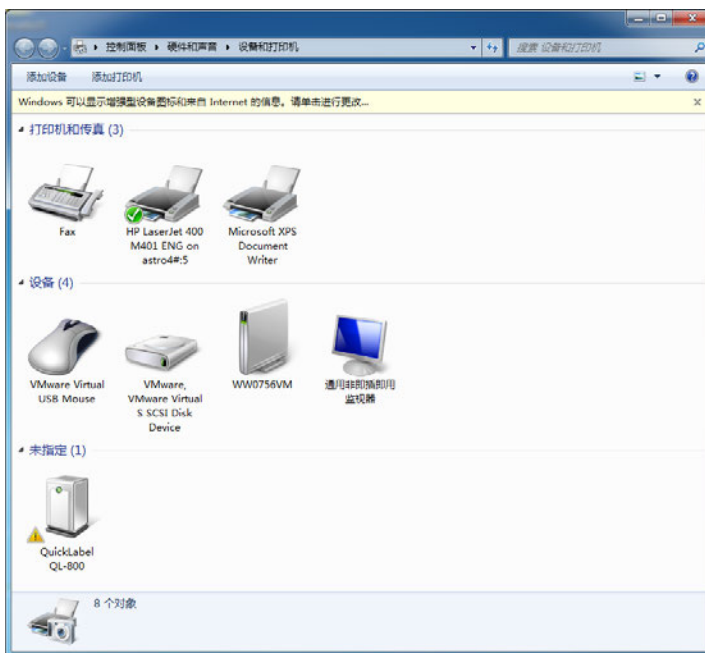 控制面板 ▸ 硬件和声音 ▸ 设备和打印机
搜索 设备和打印机
添加设备 添加打印机
Windows 可以显示增强型设备图标和来自 Internet 的信息。请单击进行更改...
打印机和传真 (3)
Fax
HP LaserJet 400
M401 ENG on
astro4#:5
Microsoft XPS
Document
Writer
设备 (4)
VMware Virtual
USB Mouse
VMware,
VMware Virtual
S SCSI Disk
Device
WW0756VM
通用非即插即用
监视器
未指定 (1)
QuickLabel
QL-800
8 个对象